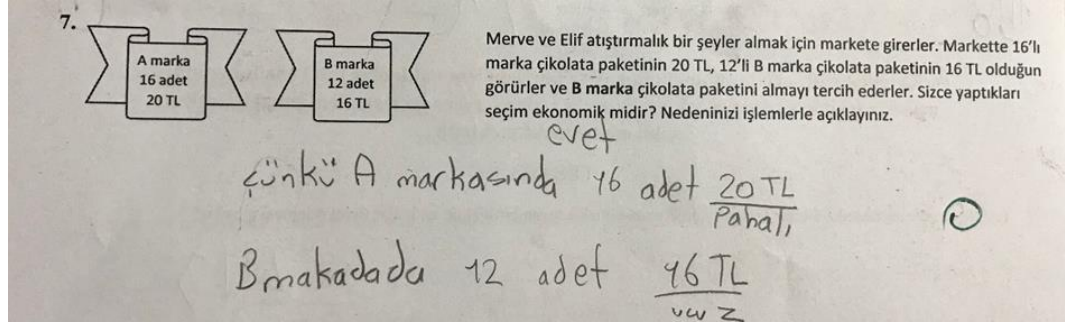 7.
A marka
16 adet
20 TL
B marka
12 adet
16 TL
Merve ve Elif atıştırmalık bir şeyler almak için markete girerler. Markette 16'lı
marka çikolata paketinin 20 TL, 12'li B marka çikolata paketinin 16 TL olduğun
görürler ve B marka çikolata paketini almayı tercih ederler. Sizce yaptıkları
seçim ekonomik midir? Nedeninizi işlemlerle açıklayınız.
evet
çünkü A markasında 16 adet 20 TL
Pahalı
B makadada 12 adet 16 TL